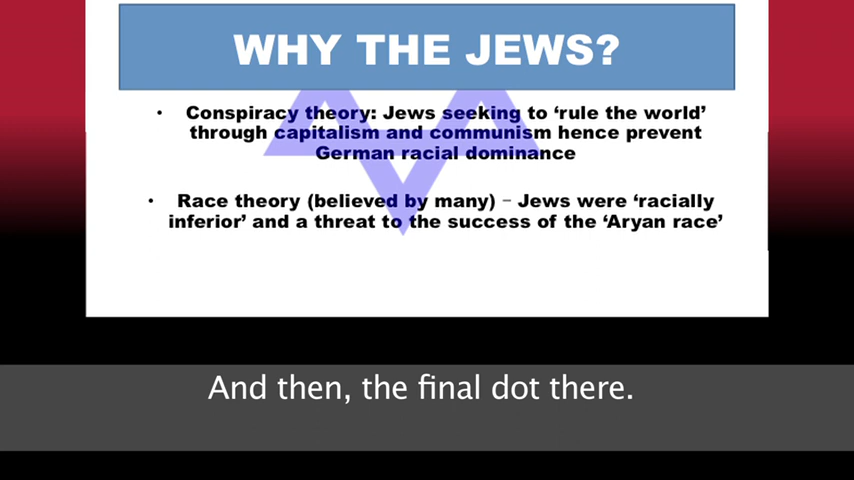 WHY THE JEWS?
• Conspiracy theory: Jews seeking to ‘rule the world’
through capitalism and communism hence prevent
German racial dominance
• Race theory (believed by many) – Jews were ‘racially
inferior’ and a threat to the success of the ‘Aryan race’
And then, the final dot there.